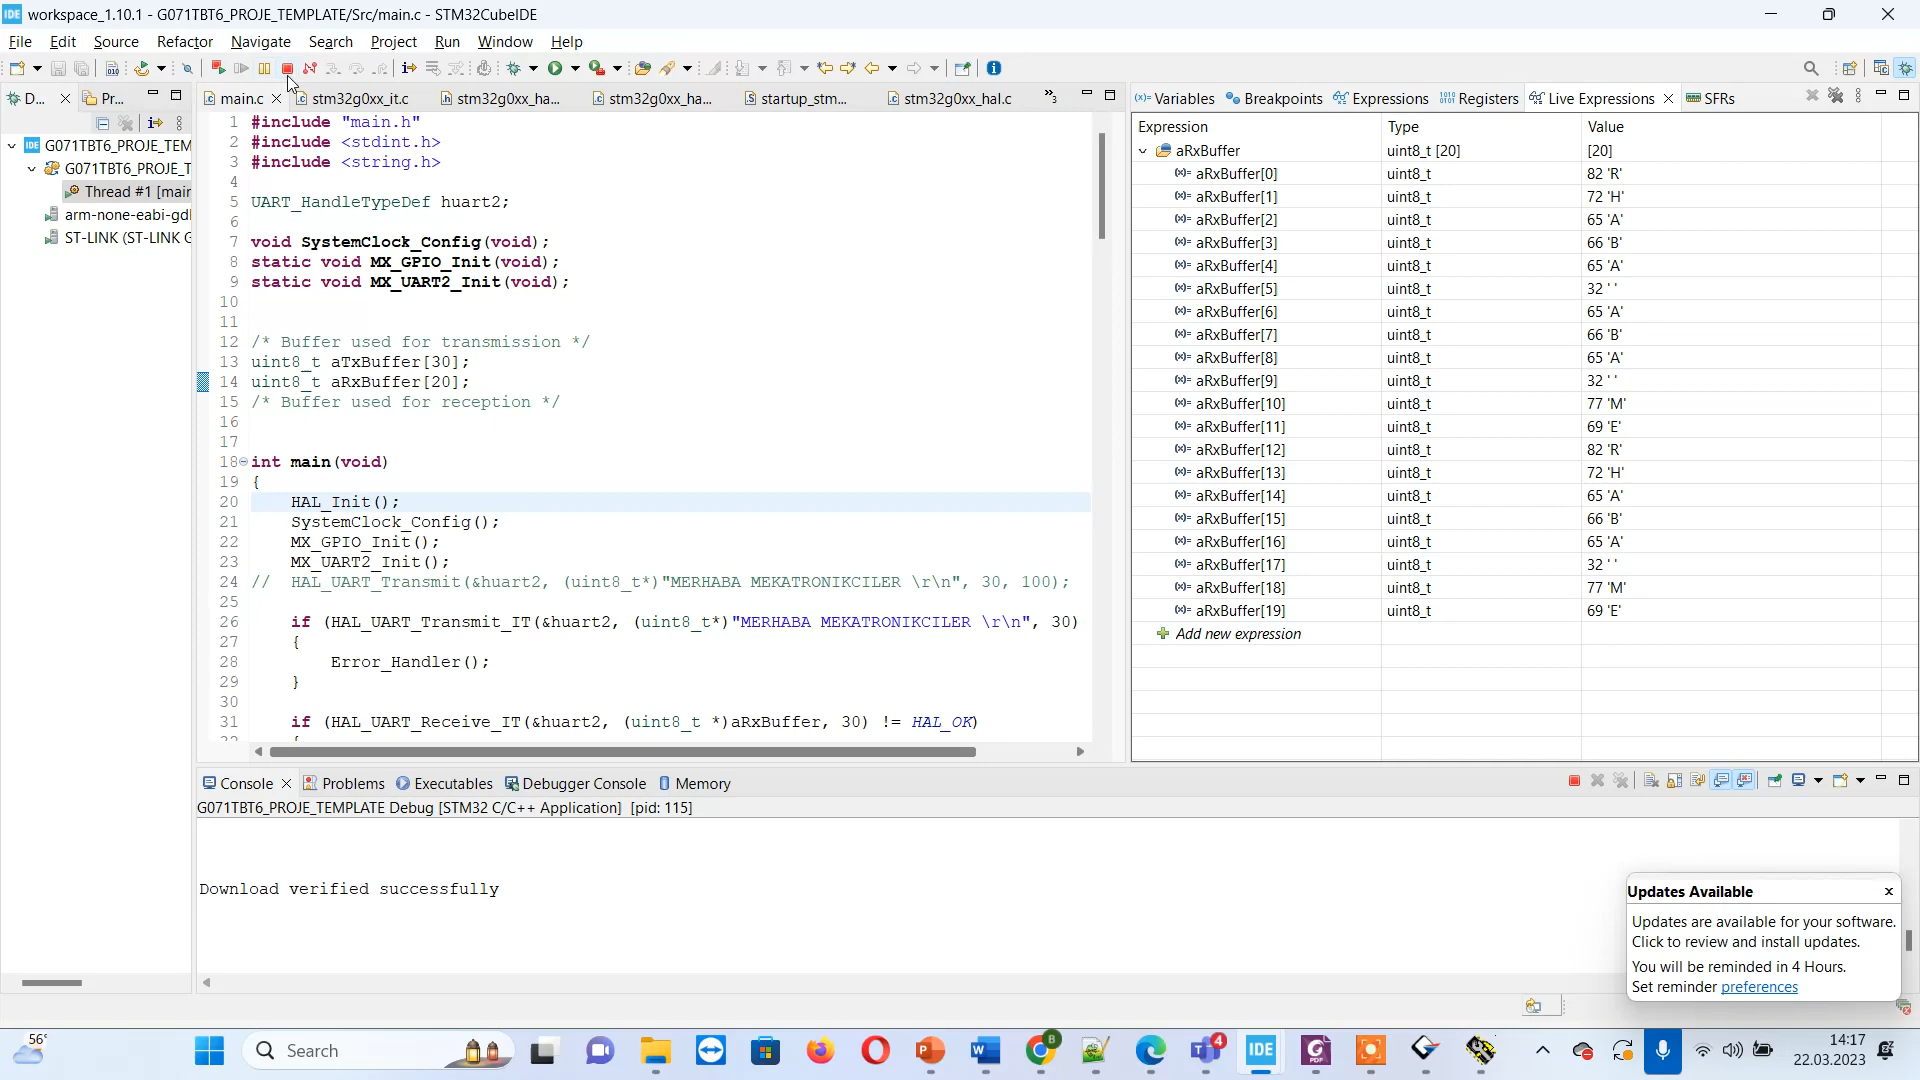 workspace_1.10.1 - G071TBT6_PROJE_TEMPLATE/Src/main.c - STM32CubeIDE
File Edit Source Refactor Navigate Search Project Run Window Help
D... Pr...
G071TBT6_PROJE_TEM
G071TBT6_PROJE_T
Thread #1 [mair
arm-none-eabi-gdl
ST-LINK (ST-LINK G
main.c stm32g0xx_it.c stm32g0xx_ha... stm32g0xx_ha... startup_stm... stm32g0xx_hal.c »3
1 #include "main.h"
2 #include <stdint.h>
3 #include <string.h>
4
5 UART_HandleTypeDef huart2;
6
7 void SystemClock_Config(void);
8 static void MX_GPIO_Init(void);
9 static void MX_UART2_Init(void);
10
11
12 /* Buffer used for transmission */
13 uint8_t aTxBuffer[30];
14 uint8_t aRxBuffer[20];
15 /* Buffer used for reception */
16
17
18 int main(void)
19 {
20 HAL_Init();
21 SystemClock_Config();
22 MX_GPIO_Init();
23 MX_UART2_Init();
24 // HAL_UART_Transmit(&huart2, (uint8_t*)"MERHABA MEKATRONIKCILER \r\n", 30, 100);
25
26 if (HAL_UART_Transmit_IT(&huart2, (uint8_t*)"MERHABA MEKATRONIKCILER \r\n", 30)
27 {
28 Error_Handler();
29 }
30
31 if (HAL_UART_Receive_IT(&huart2, (uint8_t *)aRxBuffer, 30) != HAL_OK)
32 {
Variables Breakpoints Expressions Registers Live Expressions SFRs
Expression Type Value
aRxBuffer uint8_t [20] [20]
aRxBuffer[0] uint8_t 82 'R'
aRxBuffer[1] uint8_t 72 'H'
aRxBuffer[2] uint8_t 65 'A'
aRxBuffer[3] uint8_t 66 'B'
aRxBuffer[4] uint8_t 65 'A'
aRxBuffer[5] uint8_t 32 ' '
aRxBuffer[6] uint8_t 65 'A'
aRxBuffer[7] uint8_t 66 'B'
aRxBuffer[8] uint8_t 65 'A'
aRxBuffer[9] uint8_t 32 ' '
aRxBuffer[10] uint8_t 77 'M'
aRxBuffer[11] uint8_t 69 'E'
aRxBuffer[12] uint8_t 82 'R'
aRxBuffer[13] uint8_t 72 'H'
aRxBuffer[14] uint8_t 65 'A'
aRxBuffer[15] uint8_t 66 'B'
aRxBuffer[16] uint8_t 65 'A'
aRxBuffer[17] uint8_t 32 ' '
aRxBuffer[18] uint8_t 77 'M'
aRxBuffer[19] uint8_t 69 'E'
Add new expression
Console Problems Executables Debugger Console Memory
G071TBT6_PROJE_TEMPLATE Debug [STM32 C/C++ Application] [pid: 115]
Download verified successfully
Updates Available
Updates are available for your software.
Click to review and install updates.
You will be reminded in 4 Hours.
Set reminder preferences
56°
Search
B
4
IDE
14:17
22.03.2023